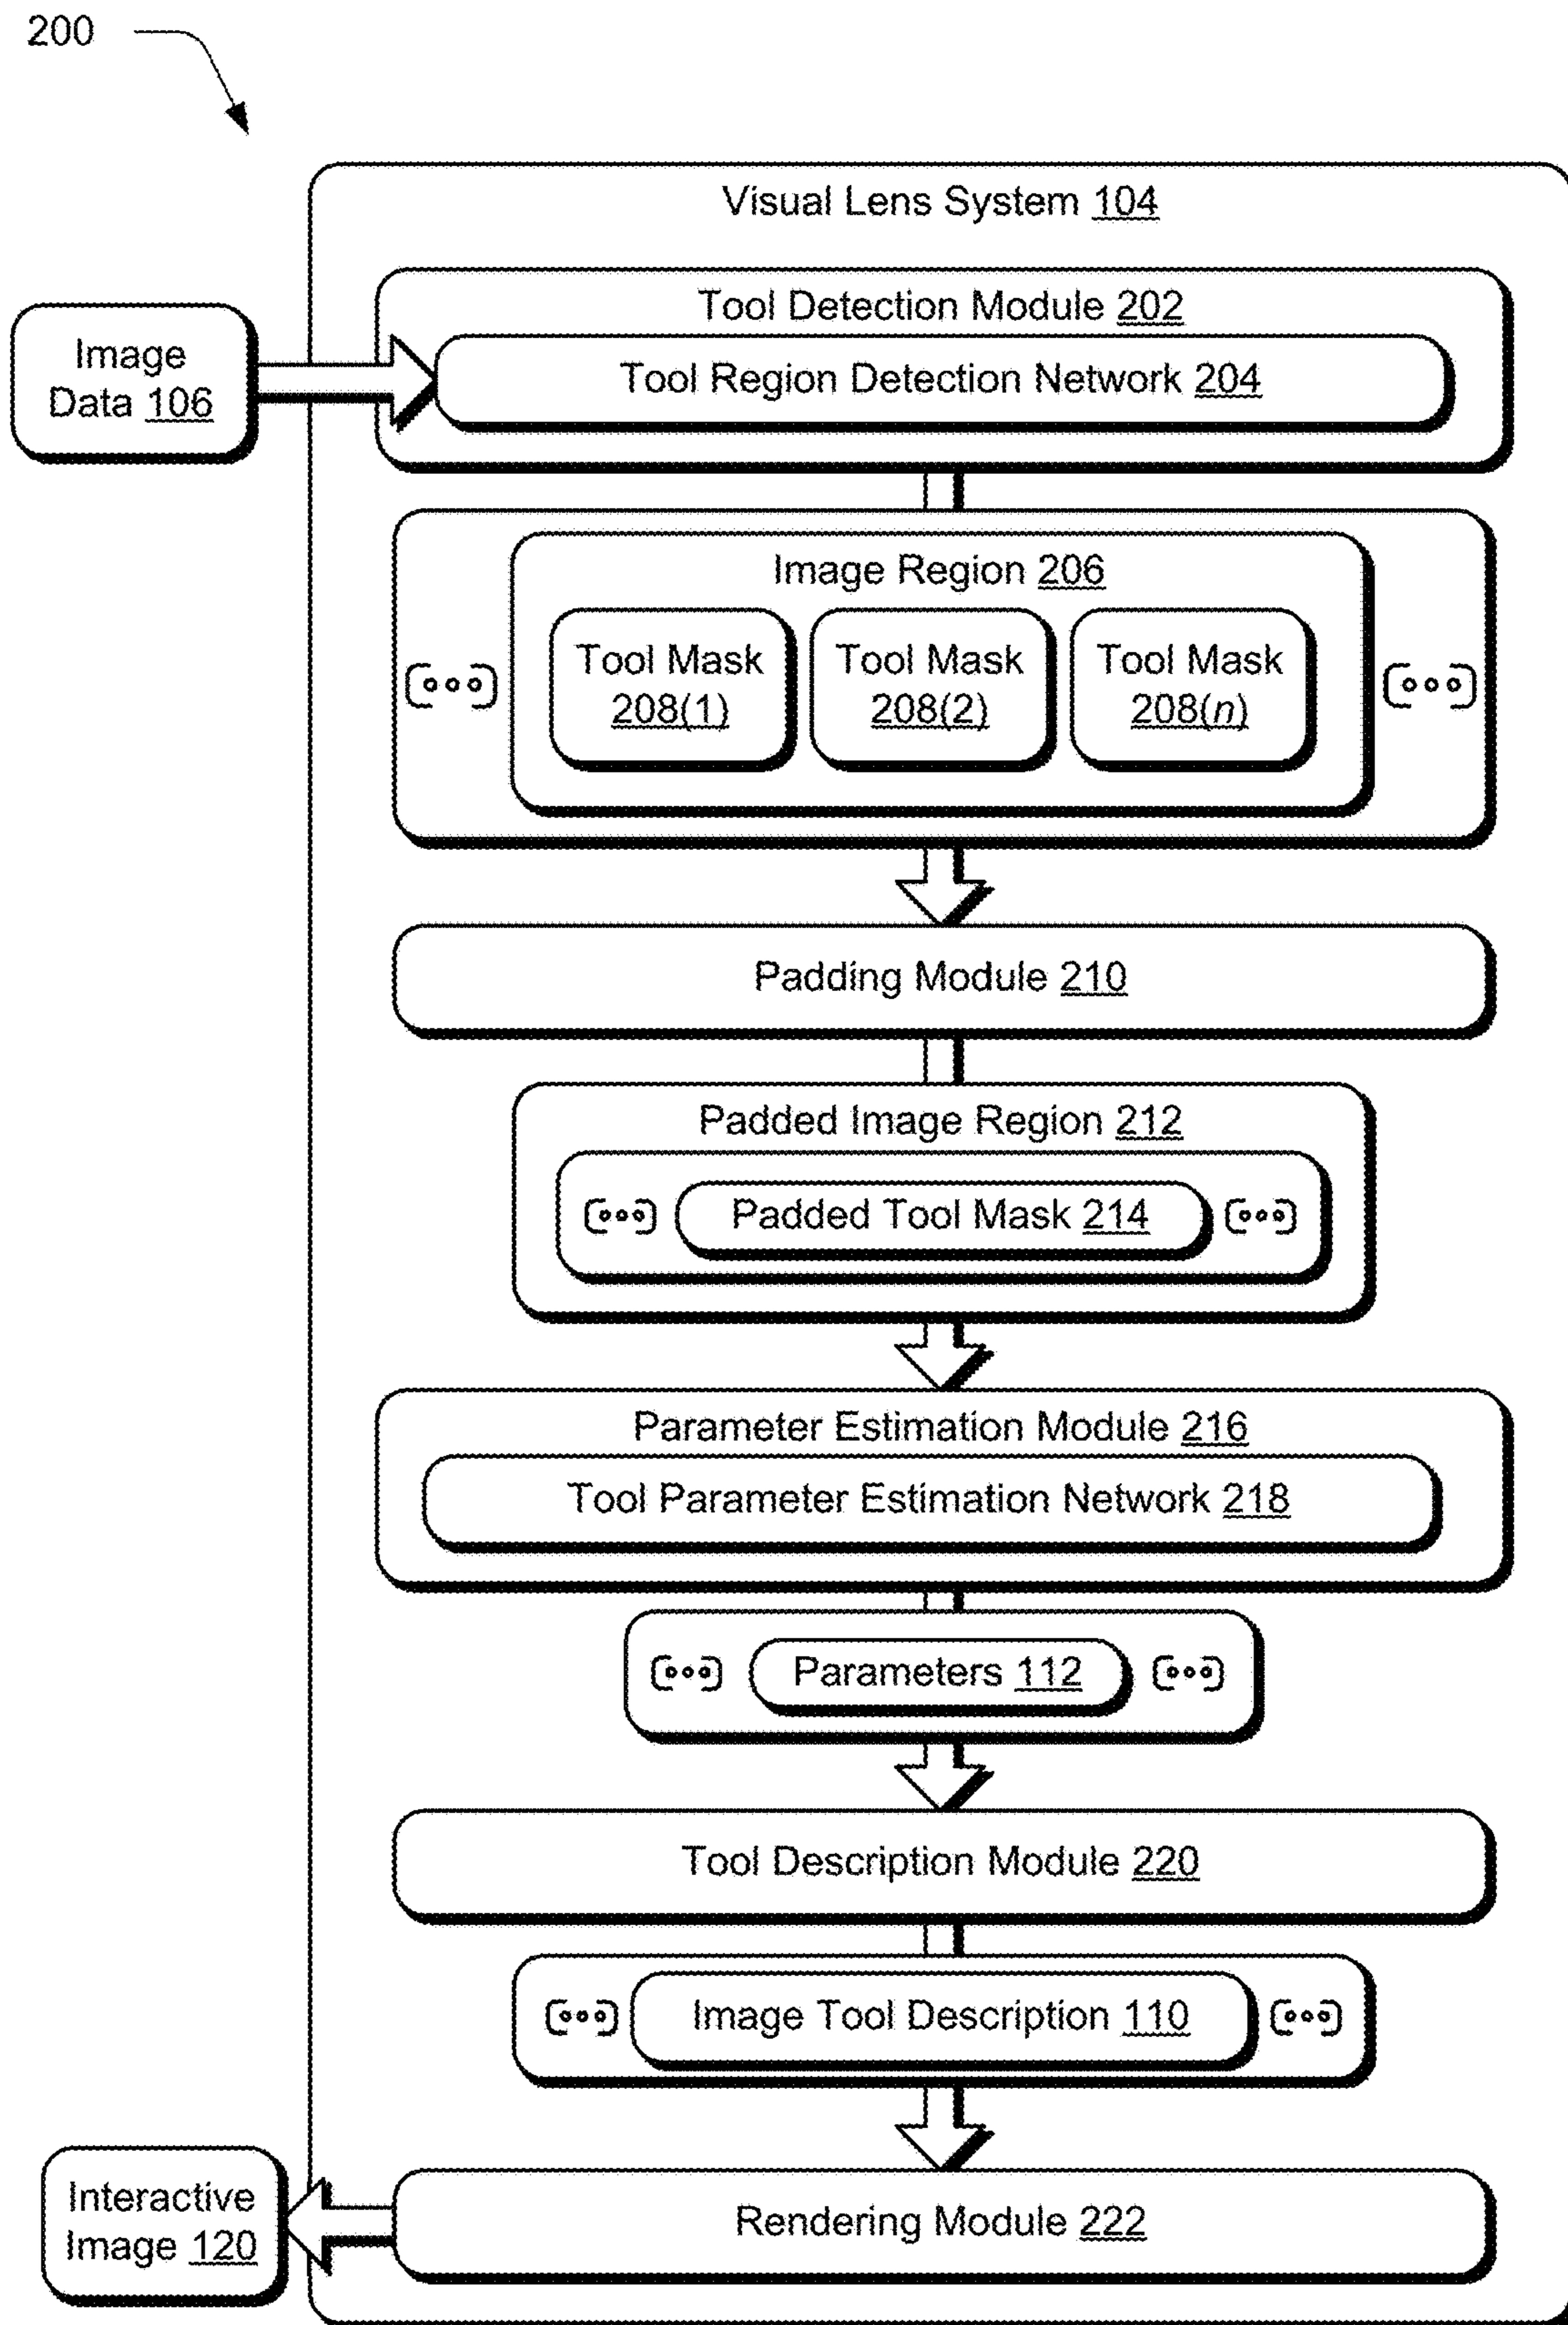 200
Visual Lens System 104
Tool Detection Module 202
Image
Data 106
Tool Region Detection Network 204
Image Region 206
Tool Mask
208(1)
Tool Mask
208(2)
Tool Mask
208(n)
Padding Module 210
Padded Image Region 212
Padded Tool Mask 214
Parameter Estimation Module 216
Tool Parameter Estimation Network 218
Parameters 112
Tool Description Module 220
Image Tool Description 110
Interactive
Image 120
Rendering Module 222